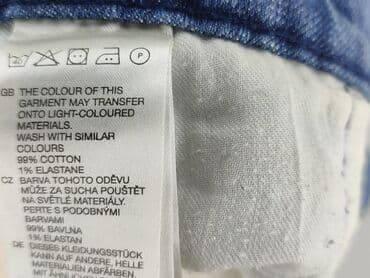 P
GB THE COLOUR OF THIS
GARMENT MAY TRANSFER
ONTO LIGHT-COLOURED
MATERIALS.
WASH WITH SIMILAR
COLOURS
99% COTTON
1% ELASTANE
CZ BARVA TOHOTO ODĚVU
MŮŽE ZA SUCHA POUŠTĚT
NA SVĚTLÉ MATERIÁLY.
PERTE S PODOBNÝMI
BARVAMI
99% BAVLNA
1% ELASTAN
DE DIESES KLEIDUNGSSTÜCK
KANN AUF ANDERE, HELLE
MATERIALIEN ABFÄRBEN.
MIT ÄHNLICHEN